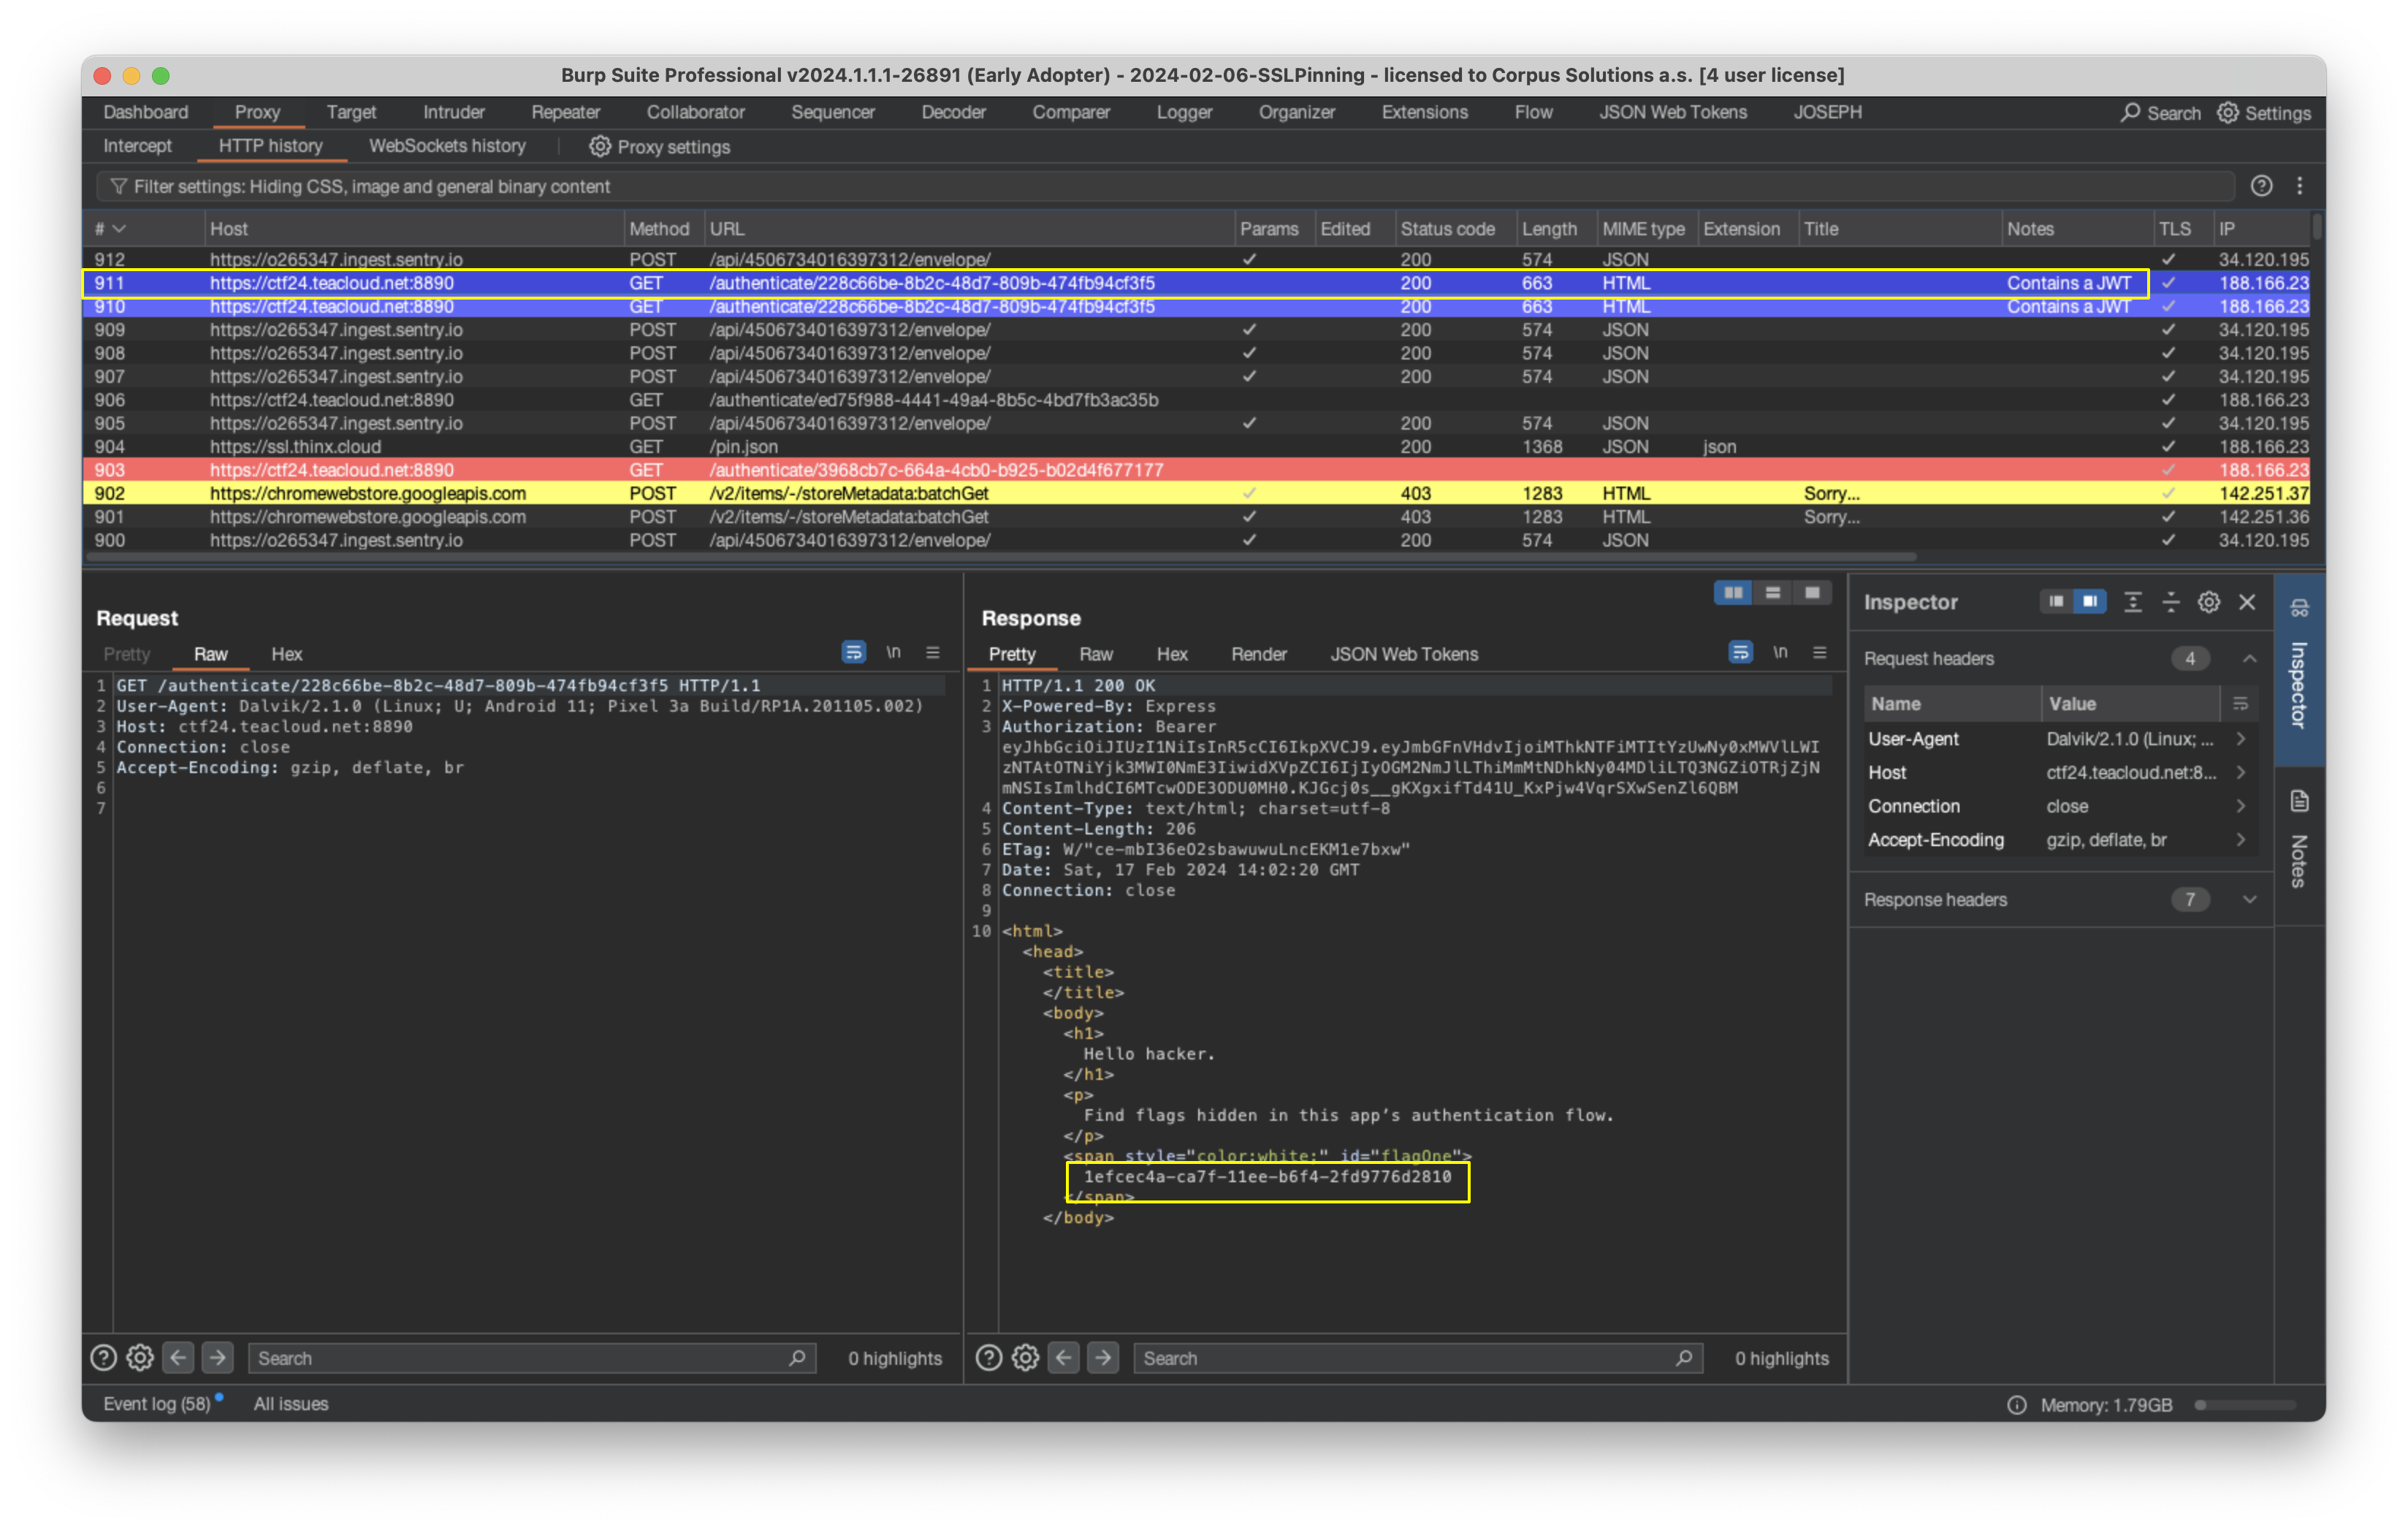 Burp Suite Professional v2024.1.1.1-26891 (Early Adopter) - 2024-02-06-SSLPinning - licensed to Corpus Solutions a.s. [4 user license]
Dashboard Proxy Target Intruder Repeater Collaborator Sequencer Decoder Comparer Logger Organizer Extensions Flow JSON Web Tokens JOSEPH Search Settings
Intercept HTTP history WebSockets history Proxy settings
Filter settings: Hiding CSS, image and general binary content
# Host Method URL Params Edited Status code Length MIME type Extension Title Notes TLS IP
912 https://o265347.ingest.sentry.io POST /api/4506734016397312/envelope/ ✓ 200 574 JSON ✓ 34.120.195
911 https://ctf24.teacloud.net:8890 GET /authenticate/228c66be-8b2c-48d7-809b-474fb94cf3f5 200 663 HTML Contains a JWT ✓ 188.166.23
910 https://ctf24.teacloud.net:8890 GET /authenticate/228c66be-8b2c-48d7-809b-474fb94cf3f5 200 663 HTML Contains a JWT ✓ 188.166.23
909 https://o265347.ingest.sentry.io POST /api/4506734016397312/envelope/ ✓ 200 574 JSON ✓ 34.120.195
908 https://o265347.ingest.sentry.io POST /api/4506734016397312/envelope/ ✓ 200 574 JSON ✓ 34.120.195
907 https://o265347.ingest.sentry.io POST /api/4506734016397312/envelope/ ✓ 200 574 JSON ✓ 34.120.195
906 https://ctf24.teacloud.net:8890 GET /authenticate/ed75f988-4441-49a4-8b5c-4bd7fb3ac35b ✓ 188.166.23
905 https://o265347.ingest.sentry.io POST /api/4506734016397312/envelope/ ✓ 200 574 JSON ✓ 34.120.195
904 https://ssl.thinx.cloud GET /pin.json 200 1368 JSON json ✓ 188.166.23
903 https://ctf24.teacloud.net:8890 GET /authenticate/3968cb7c-664a-4cb0-b925-b02d4f677177 ✓ 188.166.23
902 https://chromewebstore.googleapis.com POST /v2/items/-/storeMetadata:batchGet ✓ 403 1283 HTML Sorry... ✓ 142.251.37
901 https://chromewebstore.googleapis.com POST /v2/items/-/storeMetadata:batchGet ✓ 403 1283 HTML Sorry... ✓ 142.251.36
900 https://o265347.ingest.sentry.io POST /api/4506734016397312/envelope/ ✓ 200 574 JSON ✓ 34.120.195
Request
Pretty Raw Hex \n
1 GET /authenticate/228c66be-8b2c-48d7-809b-474fb94cf3f5 HTTP/1.1
2 User-Agent: Dalvik/2.1.0 (Linux; U; Android 11; Pixel 3a Build/RP1A.201105.002)
3 Host: ctf24.teacloud.net:8890
4 Connection: close
5 Accept-Encoding: gzip, deflate, br
6
7
Search 0 highlights
Response
Pretty Raw Hex Render JSON Web Tokens \n
1 HTTP/1.1 200 OK
2 X-Powered-By: Express
3 Authorization: Bearer
eyJhbGciOiJIUzI1NiIsInR5cCI6IkpXVCJ9.eyJmbGFnVHdvIjoiMThkNTFiMTItYzUwNy0xMWVlLWI
zNTAtOTNiYjk3MWI0NmE3IiwidXVpZCI6IjIyOGM2NmJlLThiMmMtNDhkNy04MDliLTQ3NGZiOTRjZjN
mNSIsImlhdCI6MTcwODE3ODU0MH0.KJGcj0s__gKXgxifTd41U_KxPjw4VqrSXwSenZl6QBM
4 Content-Type: text/html; charset=utf-8
5 Content-Length: 206
6 ETag: W/"ce-mbI36eO2sbawuwuLncEKM1e7bxw"
7 Date: Sat, 17 Feb 2024 14:02:20 GMT
8 Connection: close
9
10 <html>
<head>
<title>
</title>
<body>
<h1>
Hello hacker.
</h1>
<p>
Find flags hidden in this app's authentication flow.
</p>
<span style="color:white;" id="flagOne">
1efcec4a-ca7f-11ee-b6f4-2fd9776d2810
</span>
</body>
Search 0 highlights
Inspector
Request headers 4
Name Value
User-Agent Dalvik/2.1.0 (Linux; ...
Host ctf24.teacloud.net:8...
Connection close
Accept-Encoding gzip, deflate, br
Response headers 7
Inspector
Notes
Event log (58) All issues Memory: 1.79GB